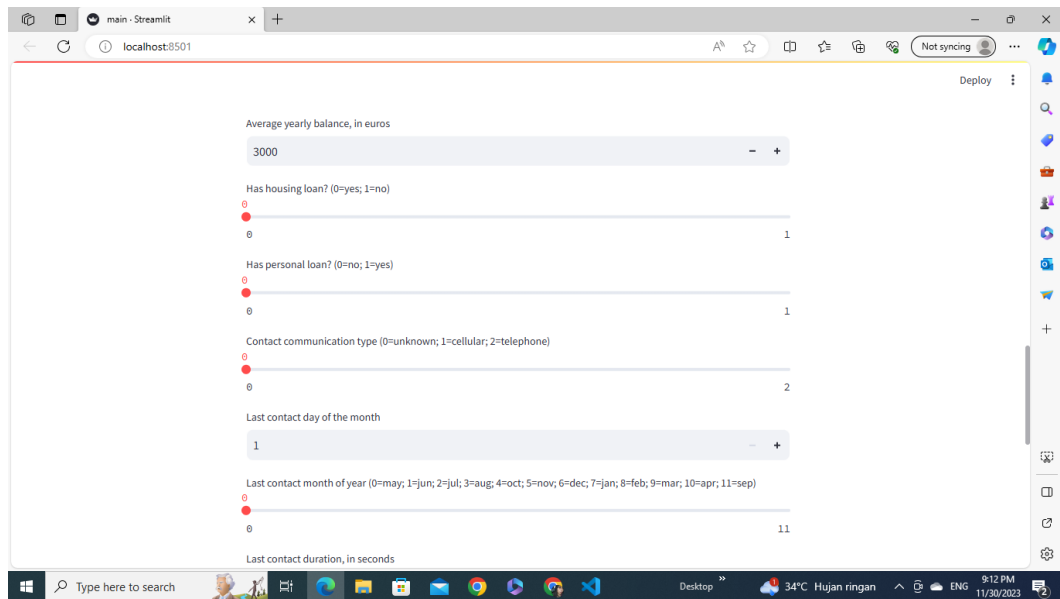 main · Streamlit
localhost:8501
Not syncing
Deploy
Average yearly balance, in euros
3000
Has housing loan? (0=yes; 1=no)
0
0 1
Has personal loan? (0=no; 1=yes)
0
0 1
Contact communication type (0=unknown; 1=cellular; 2=telephone)
0
0 2
Last contact day of the month
1
Last contact month of year (0=may; 1=jun; 2=jul; 3=aug; 4=oct; 5=nov; 6=dec; 7=jan; 8=feb; 9=mar; 10=apr; 11=sep)
0
0 11
Last contact duration, in seconds
Type here to search
Desktop
34°C Hujan ringan
ENG
9:12 PM
11/30/2023